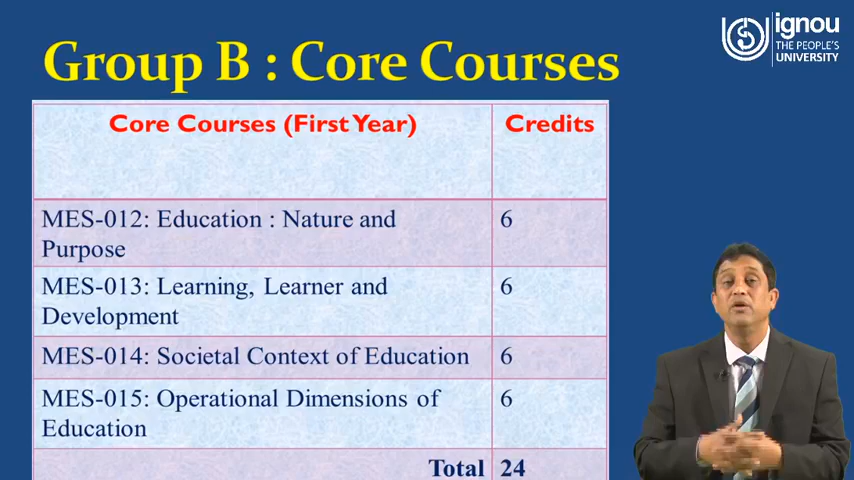 ignou
THE PEOPLE'S
UNIVERSITY
Group B : Core Courses
Core Courses (First Year) Credits
MES-012: Education : Nature and 6
Purpose
MES-013: Learning, Learner and 6
Development
MES-014: Societal Context of Education 6
MES-015: Operational Dimensions of 6
Education
Total 24